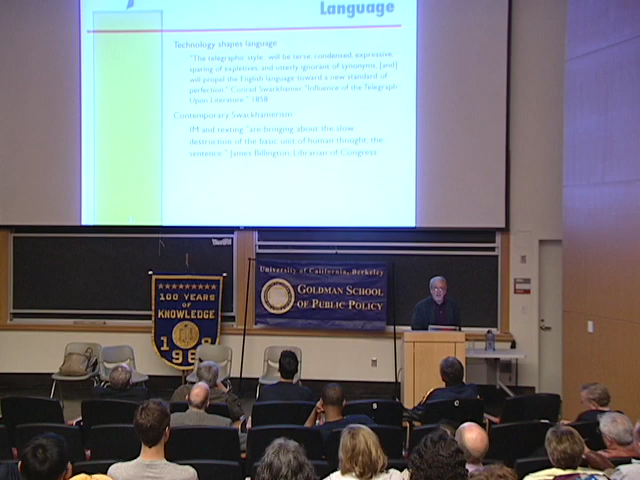 Language
Technology shapes language
"The telegraphic style... will be terse, condensed, expressive,
sparing of expletives, and utterly ignorant of synonyms, [and]
will propel the English language toward a new standard of
perfection." Conrad Swackhamer, "Influence of the Telegraph
Upon Literature." 1858
Contemporary Swackhamerism:
IM and texting "are bringing about the slow
destruction of the basic unit of human thought, the
sentence." James Billington, Librarian of Congress
University of California, Berkeley
GOLDMAN SCHOOL
OF PUBLIC POLICY
100 YEARS
OF
KNOWLEDGE